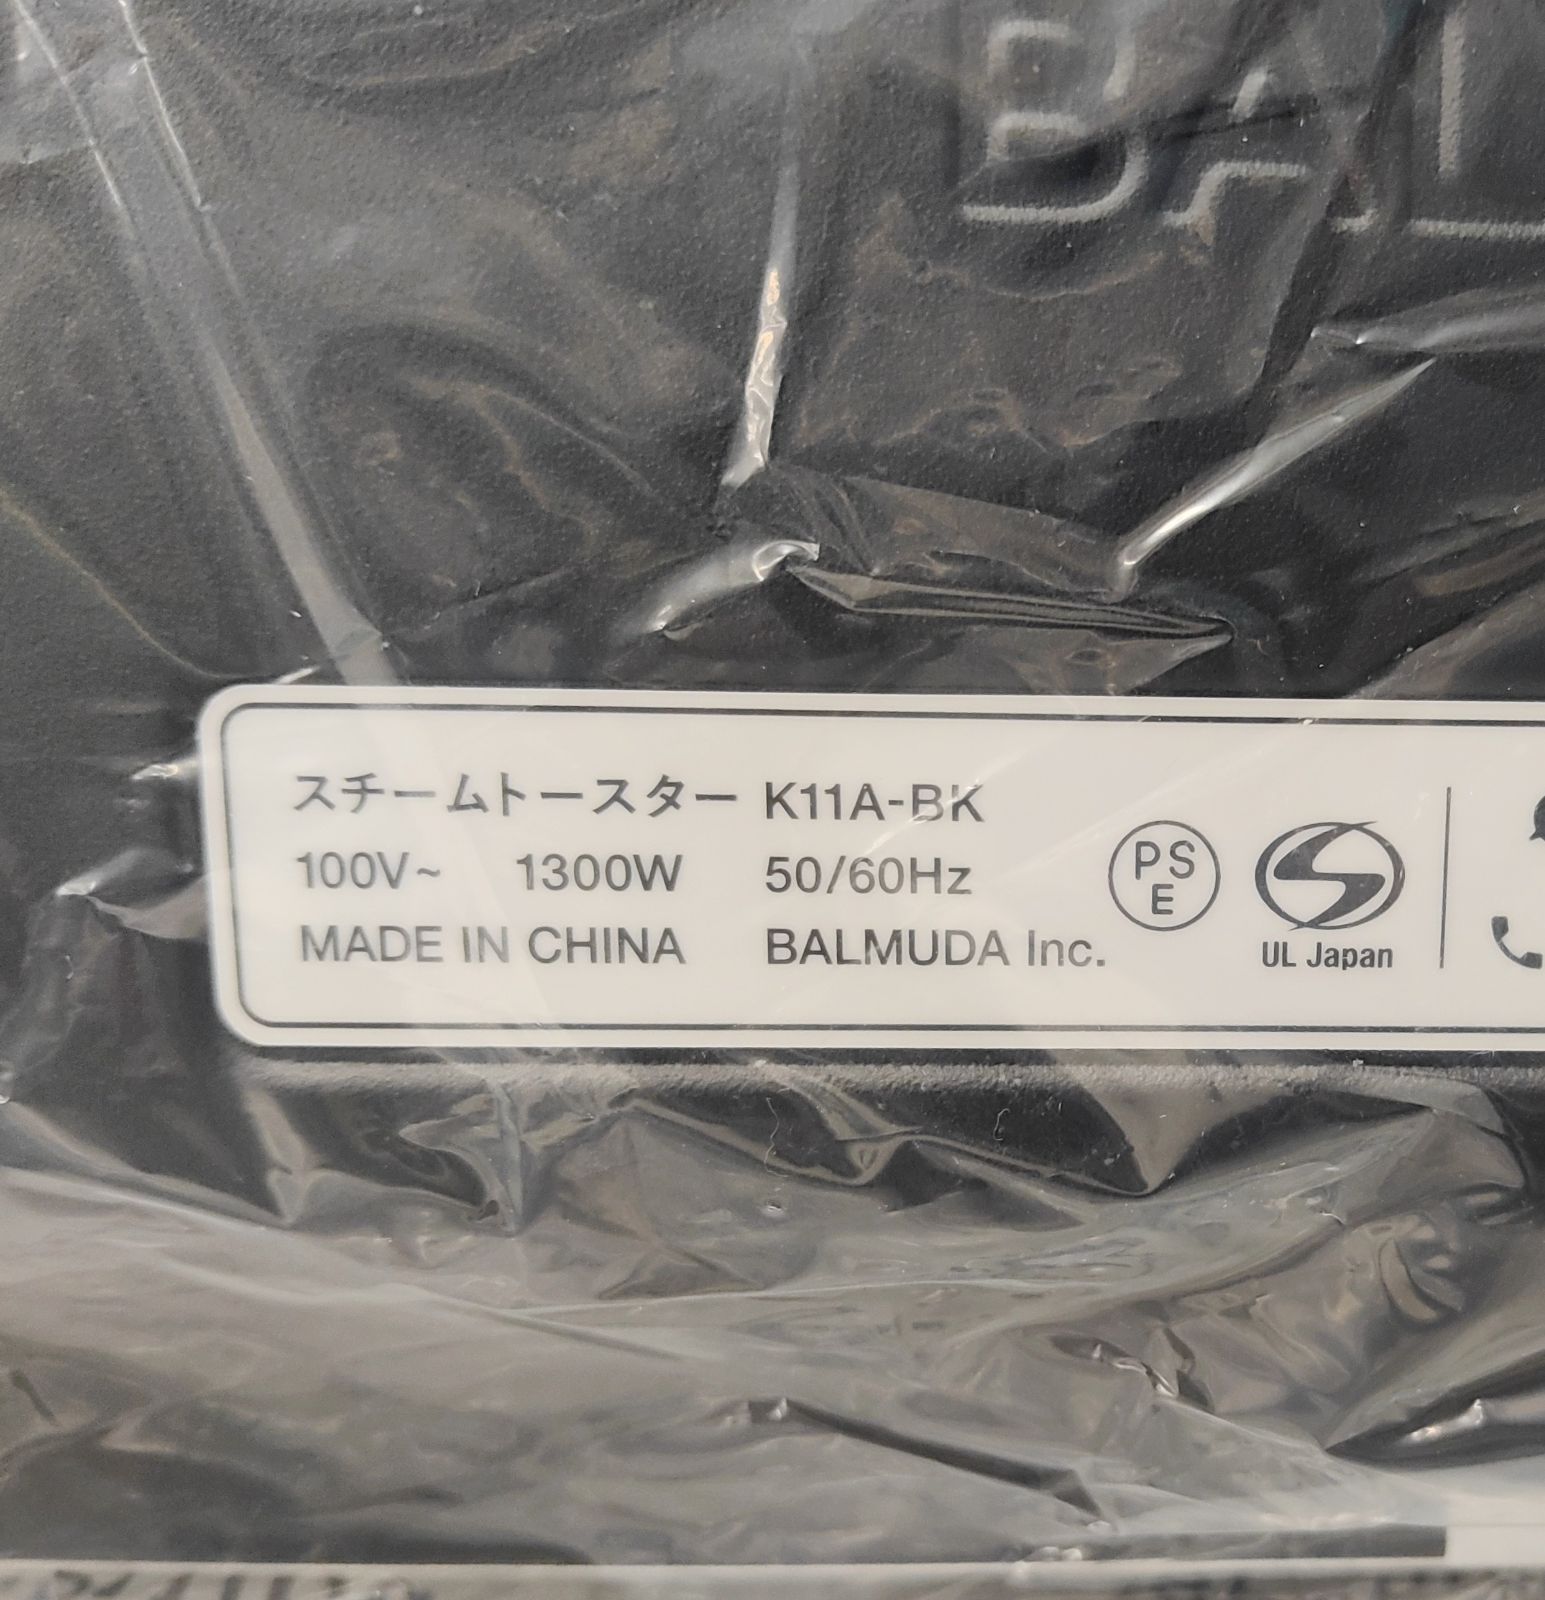 BAL
スチームトースター K11A-BK
100V~ 1300W 50/60Hz
MADE IN CHINA BALMUDA Inc.
PS
E
UL Japan